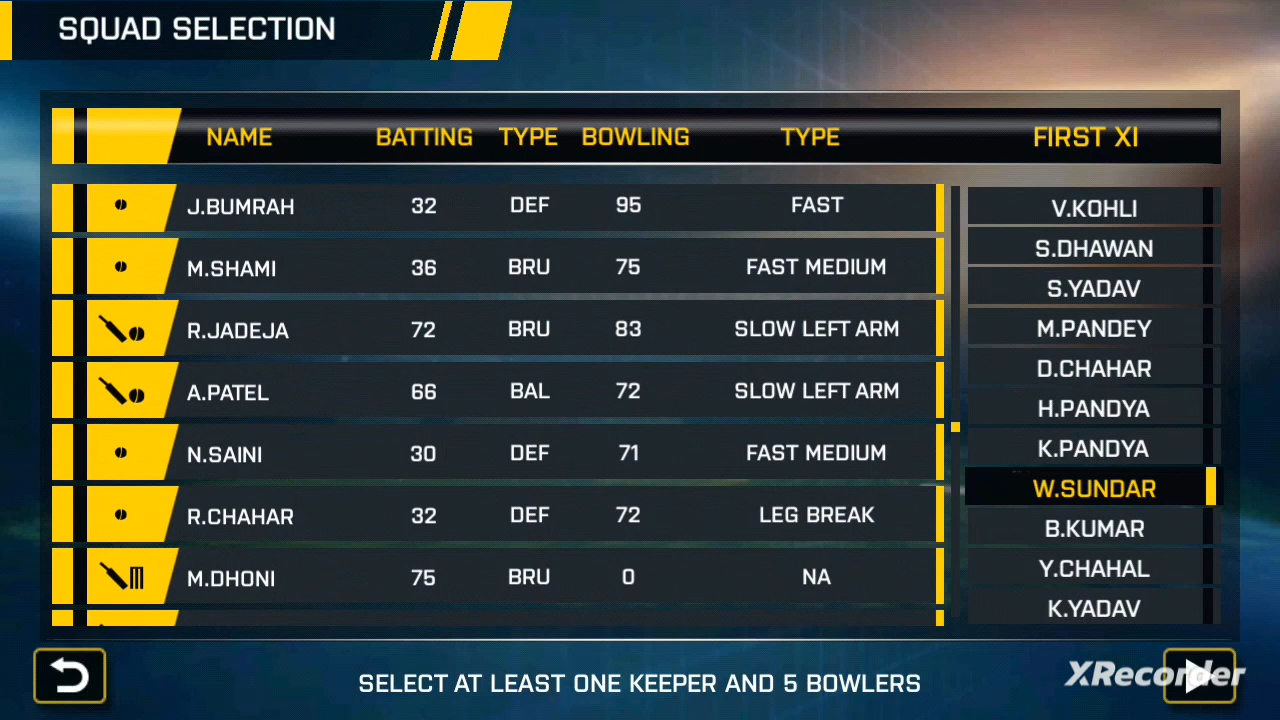 SQUAD SELECTION
NAME BATTING TYPE BOWLING TYPE FIRST XI
J.BUMRAH 32 DEF 95 FAST
M.SHAMI 36 BRU 75 FAST MEDIUM
R.JADEJA 72 BRU 83 SLOW LEFT ARM
A.PATEL 66 BAL 72 SLOW LEFT ARM
N.SAINI 30 DEF 71 FAST MEDIUM
R.CHAHAR 32 DEF 72 LEG BREAK
M.DHONI 75 BRU 0 NA
V.KOHLI
S.DHAWAN
S.YADAV
M.PANDEY
D.CHAHAR
H.PANDYA
K.PANDYA
W.SUNDAR
B.KUMAR
Y.CHAHAL
K.YADAV
SELECT AT LEAST ONE KEEPER AND 5 BOWLERS
XRecorder